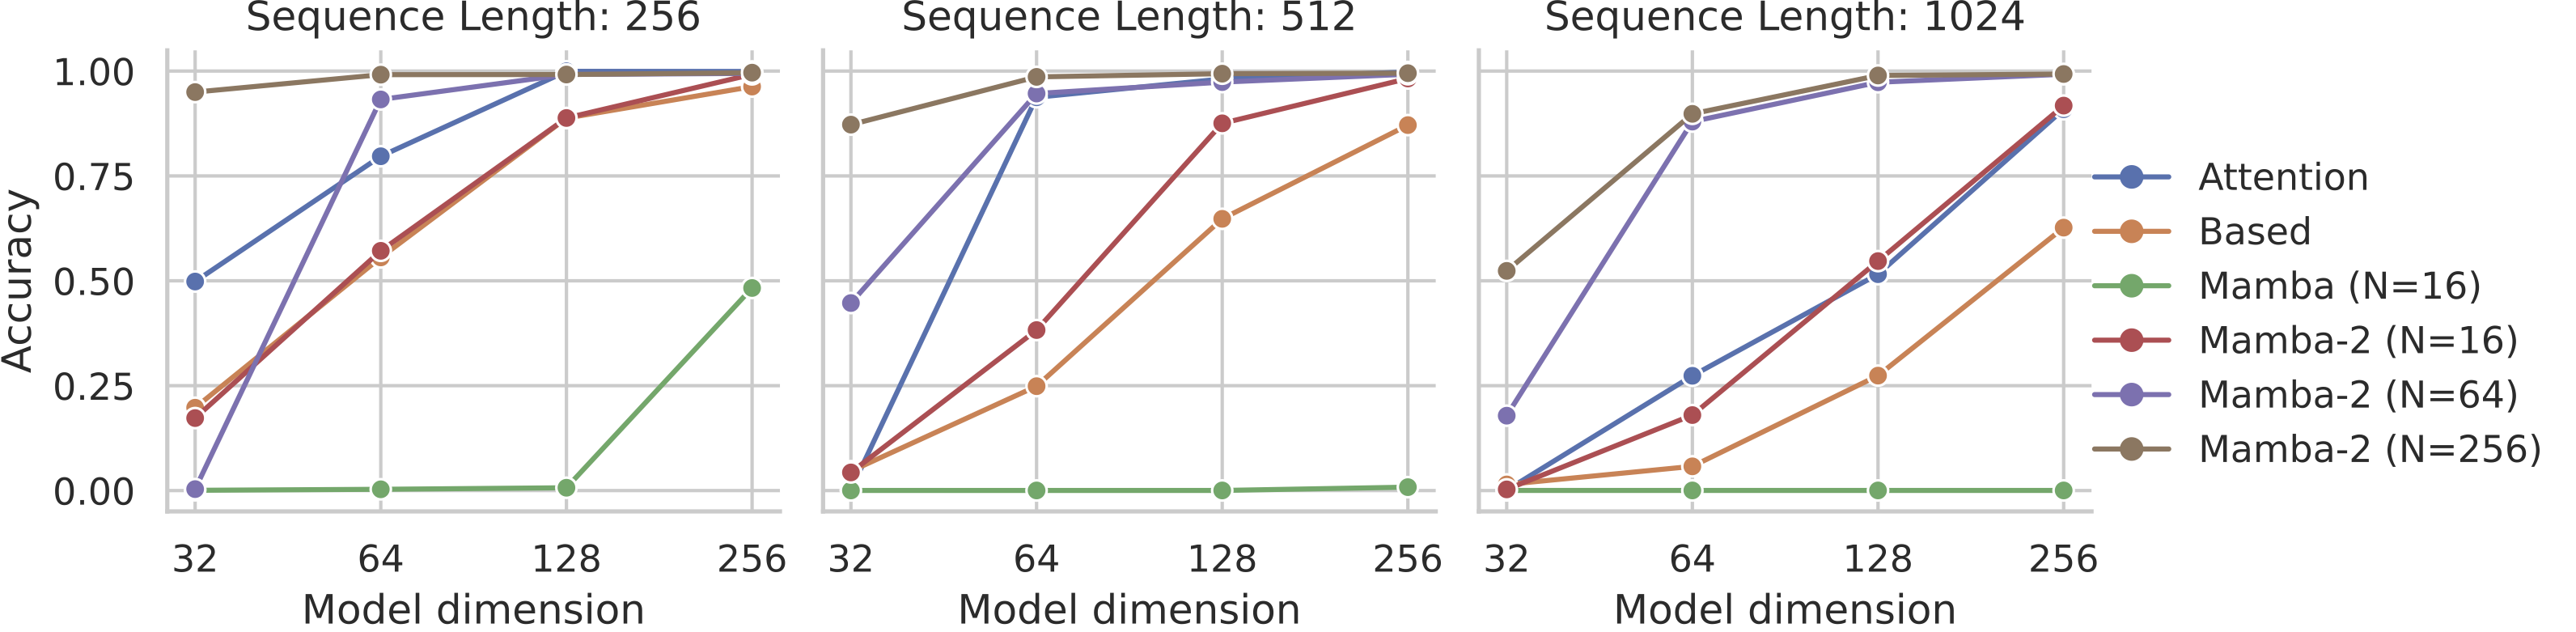 Sequence Length: 256
Sequence Length: 512
Sequence Length: 1024
Accuracy
1.00
0.75
0.50
0.25
0.00
32 64 128 256
32 64 128 256
32 64 128 256
Model dimension
Model dimension
Model dimension
Attention
Based
Mamba (N=16)
Mamba-2 (N=16)
Mamba-2 (N=64)
Mamba-2 (N=256)